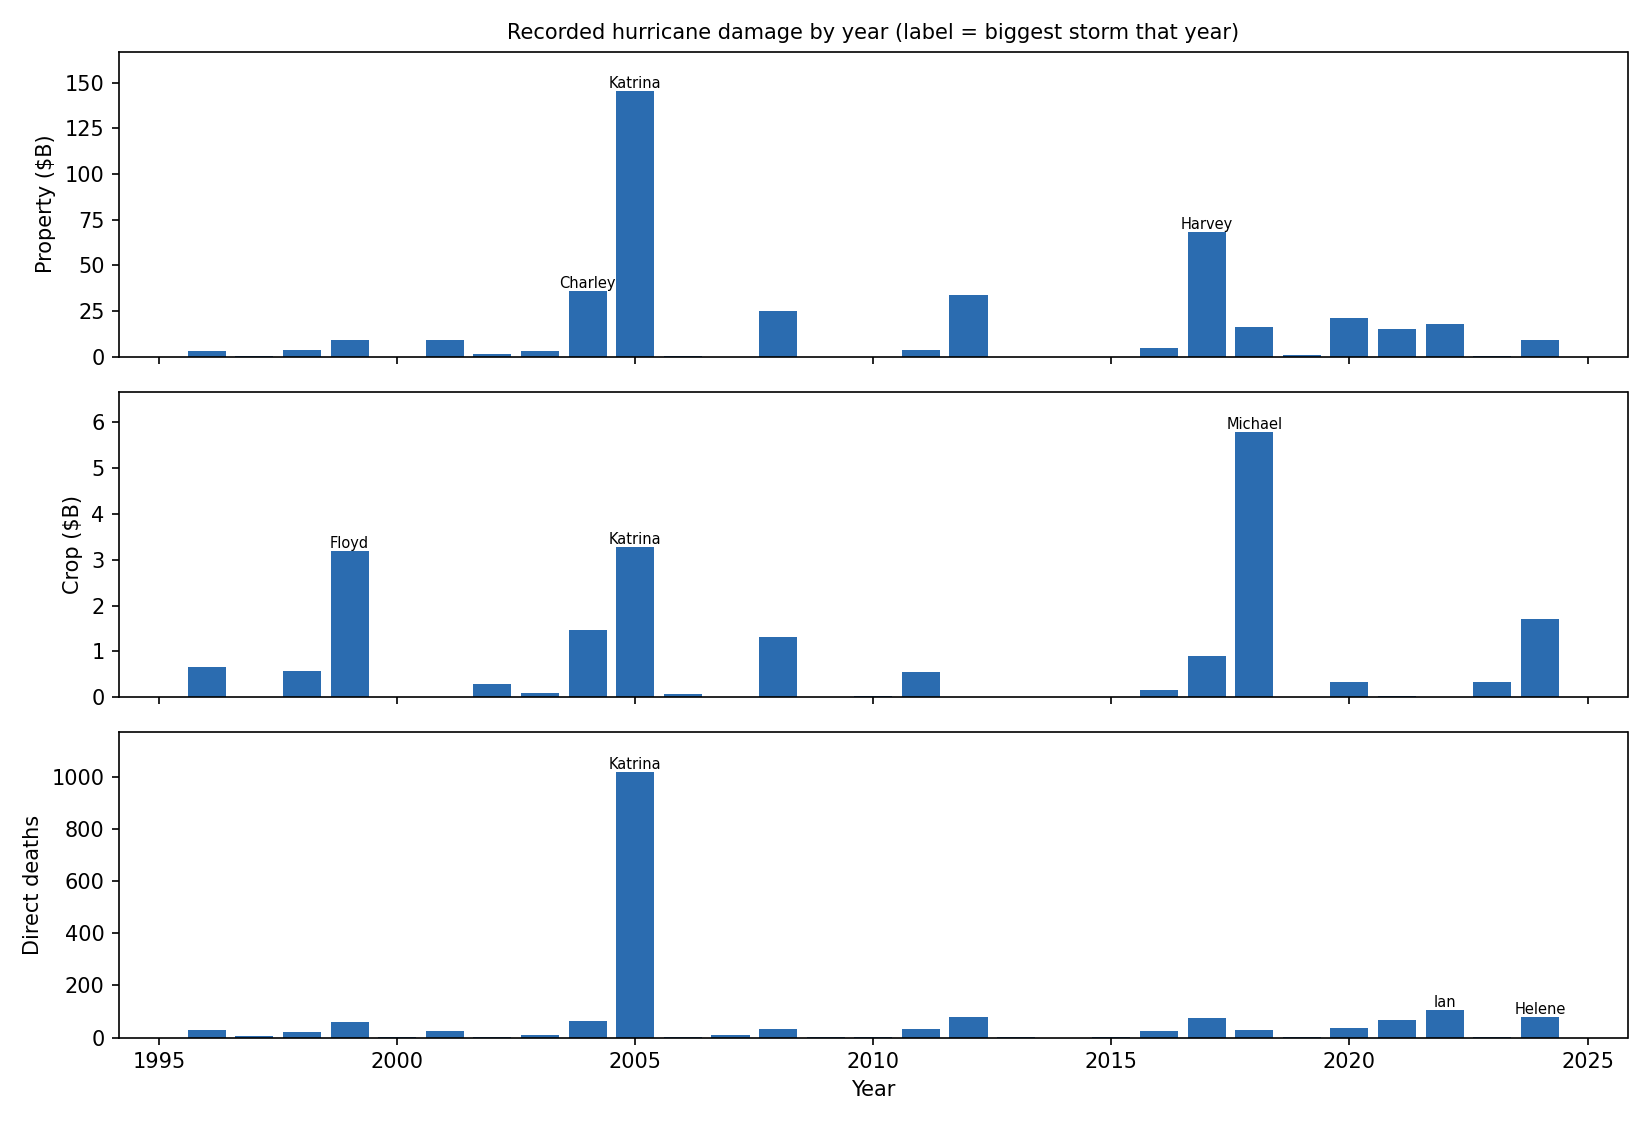 Recorded hurricane damage by year (label = biggest storm that year)
Property ($B)
150
125
100
75
50
25
0
Charley
Katrina
Harvey
Crop ($B)
6
5
4
3
2
1
0
Floyd
Katrina
Michael
Direct deaths
1000
800
600
400
200
0
Katrina
Ian
Helene
1995 2000 2005 2010 2015 2020 2025
Year